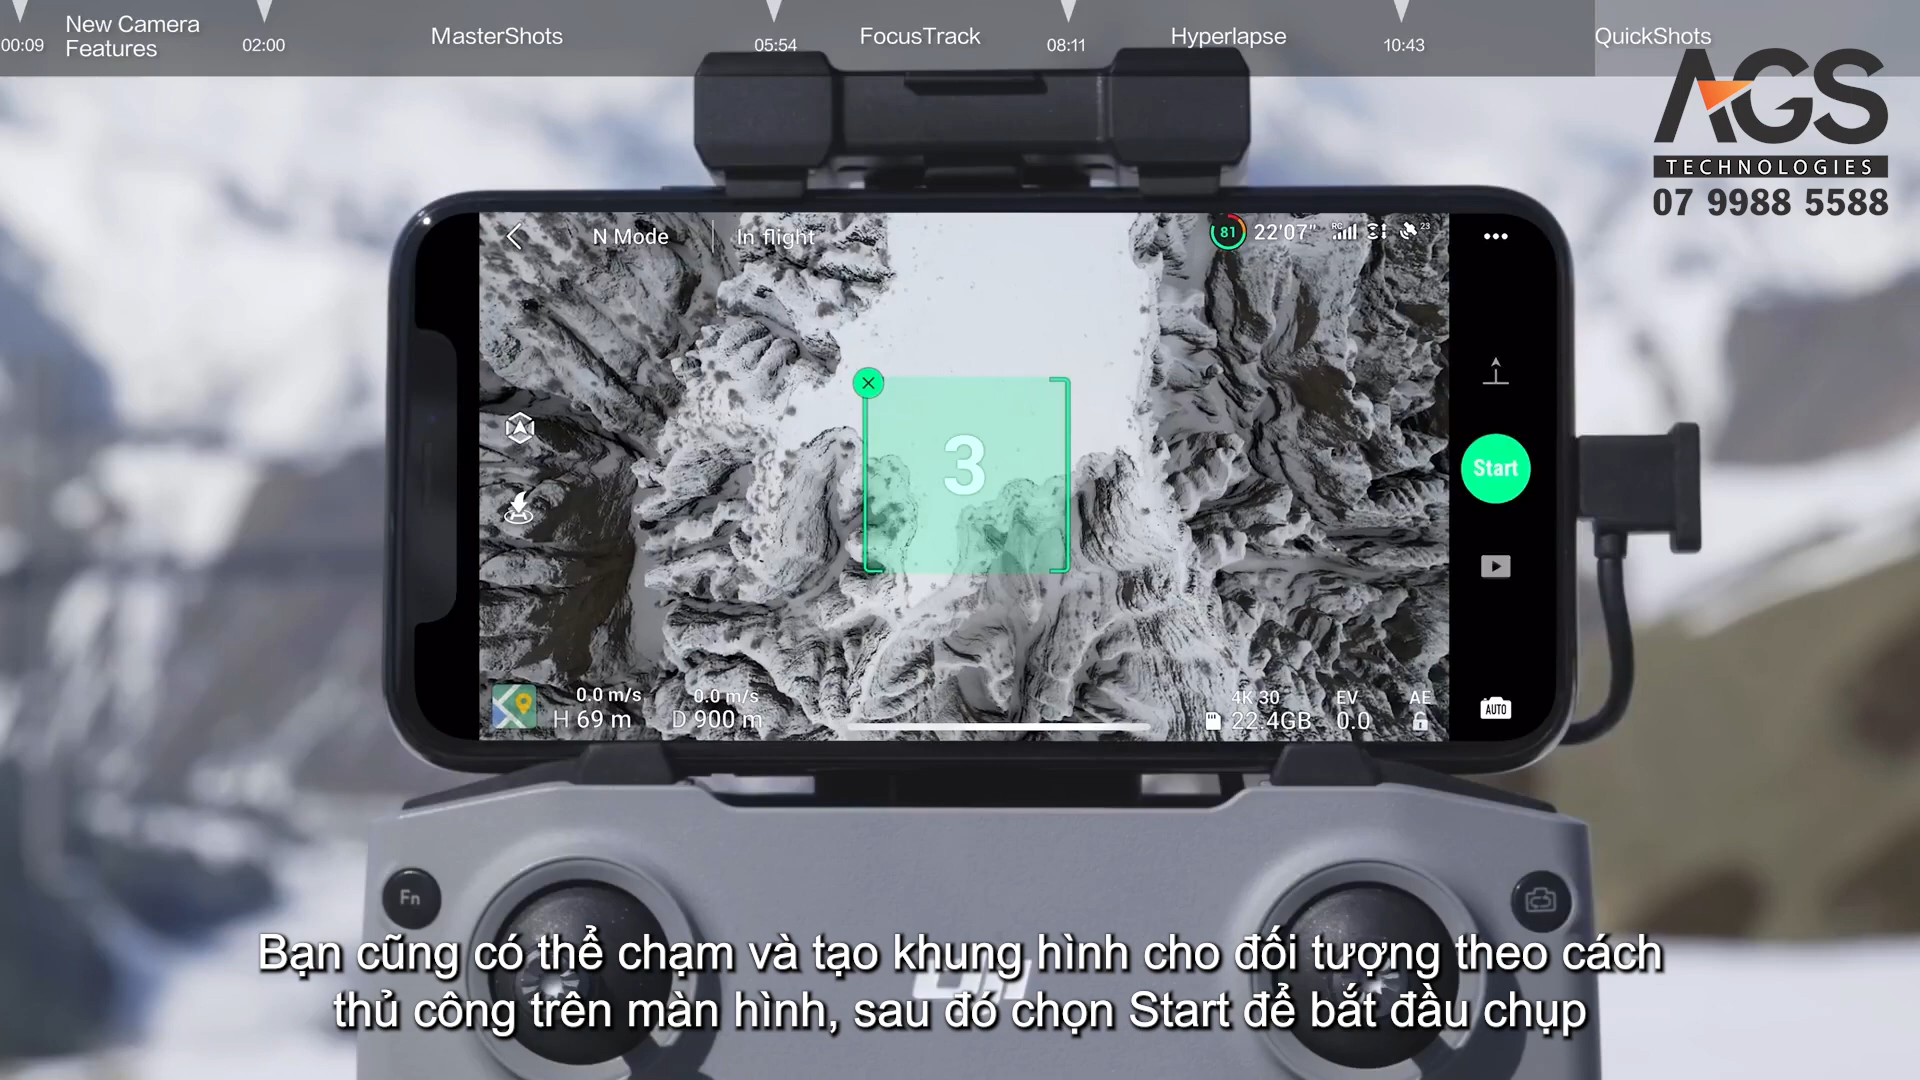 New Camera
Features
MasterShots
FocusTrack
Hyperlapse
QuickShots
00:09
02:00
05:54
08:11
10:43
AGS
TECHNOLOGIES
07 9988 5588
N Mode
In flight
81
22'07"
RC
23
3
Start
0.0 m/s
0.0 m/s
H 69 m
D 900 m
4K 30
EV
AE
22.4GB
0.0
AUTO
Fn
DJI
Bạn cũng có thể chạm và tạo khung hình cho đối tượng theo cách
thủ công trên màn hình, sau đó chọn Start để bắt đầu chụp